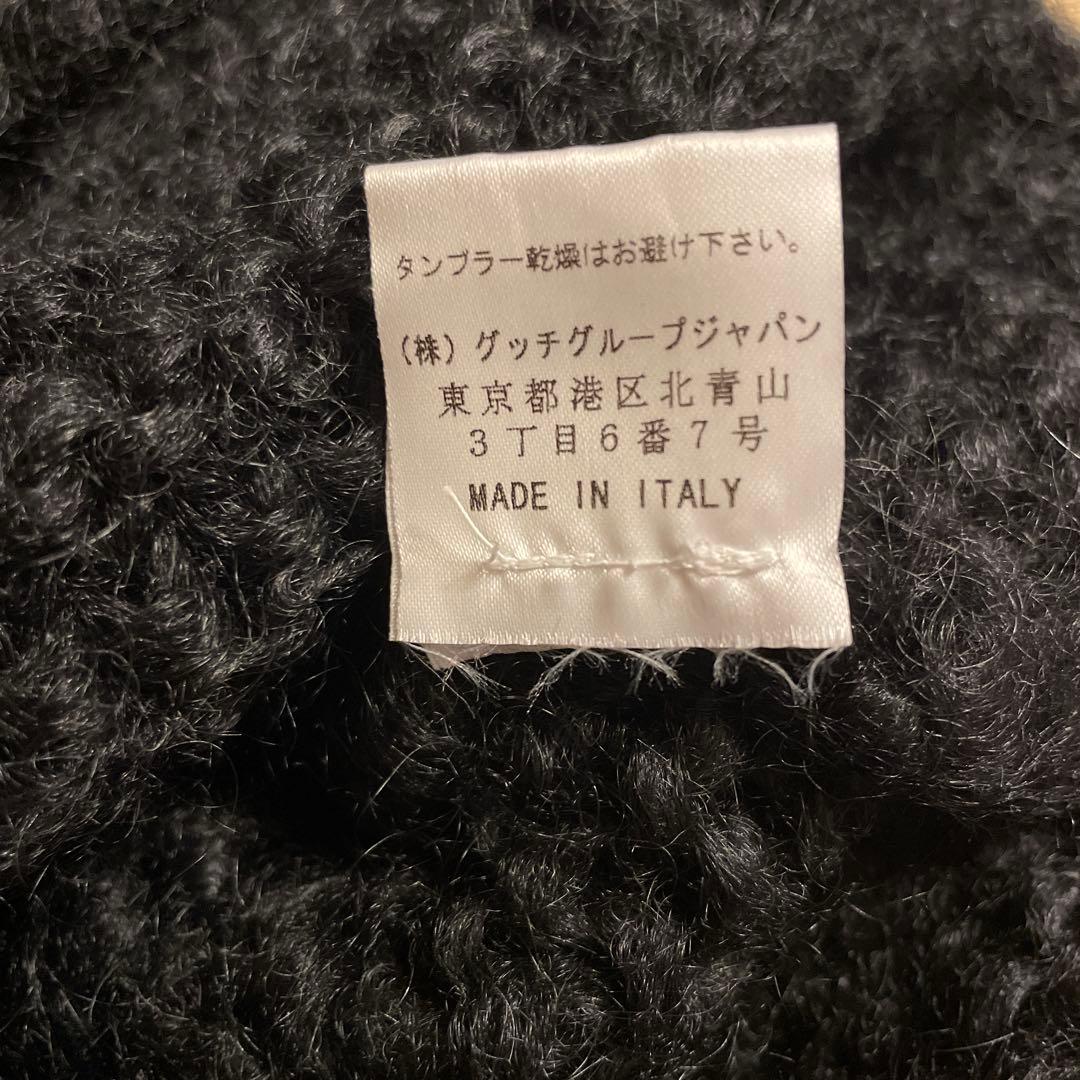 タンブラー乾燥はお避け下さい。
(株)グッチグループジャパン
東京都港区北青山
3丁目6番7号
MADE IN ITALY